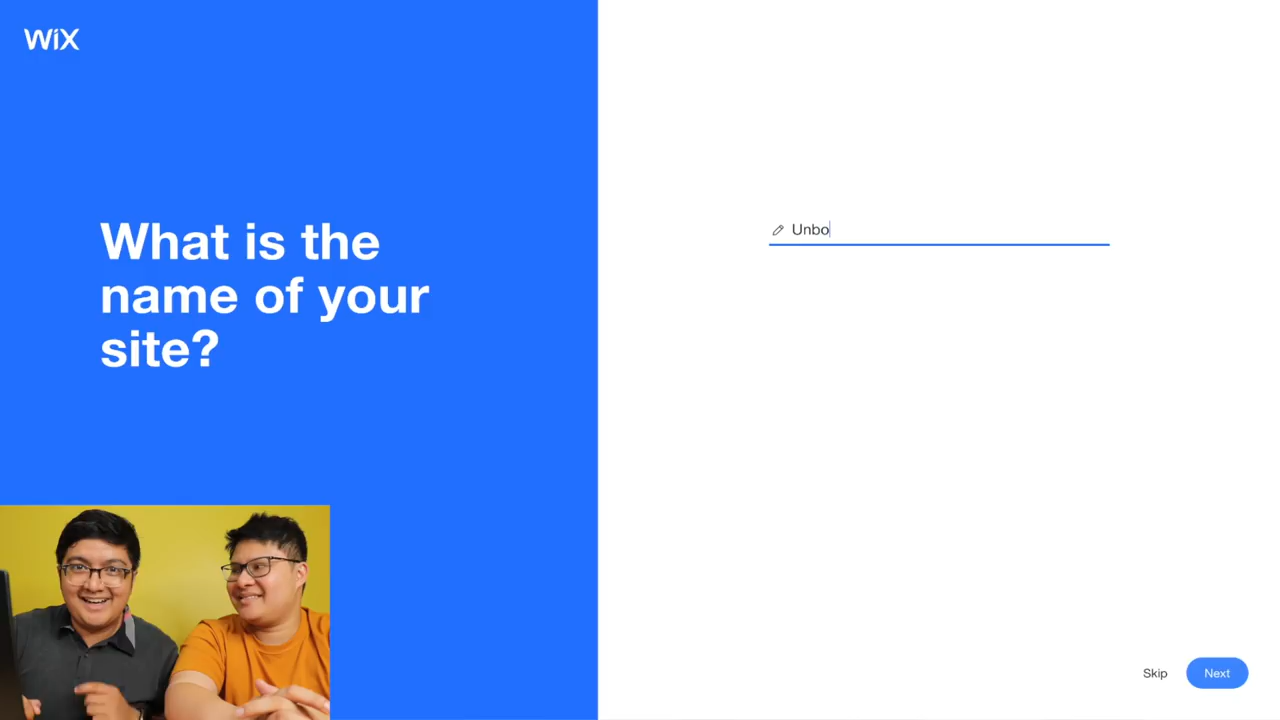 WiX
What is the
name of your
site?
Unbo
Skip
Next